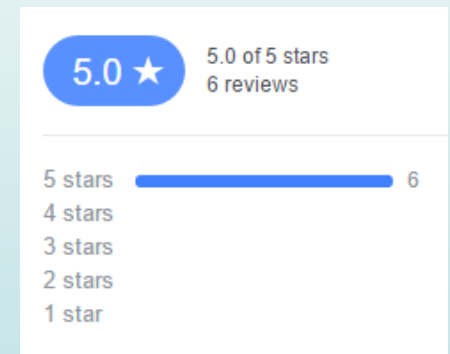 5.0 ★
5.0 of 5 stars
6 reviews
5 stars 6
4 stars
3 stars
2 stars
1 star